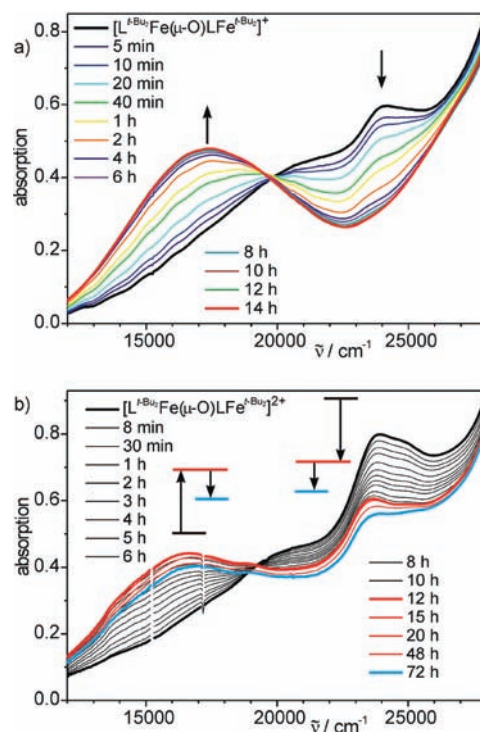 a)
[L^t-Bu₂Fe(μ-O)LFe^t-Bu₂]⁺
5 min
10 min
20 min
40 min
1 h
2 h
4 h
6 h
8 h
10 h
12 h
14 h
0.8
0.6
0.4
0.2
0.0
absorption
15000 20000 25000
ṽ / cm⁻¹
b)
[L^t-Bu₂Fe(μ-O)LFe^t-Bu₂]²⁺
8 min
30 min
1 h
2 h
3 h
4 h
5 h
6 h
8 h
10 h
12 h
15 h
20 h
48 h
72 h
0.8
0.6
0.4
0.2
0.0
absorption
15000 20000 25000
ṽ / cm⁻¹